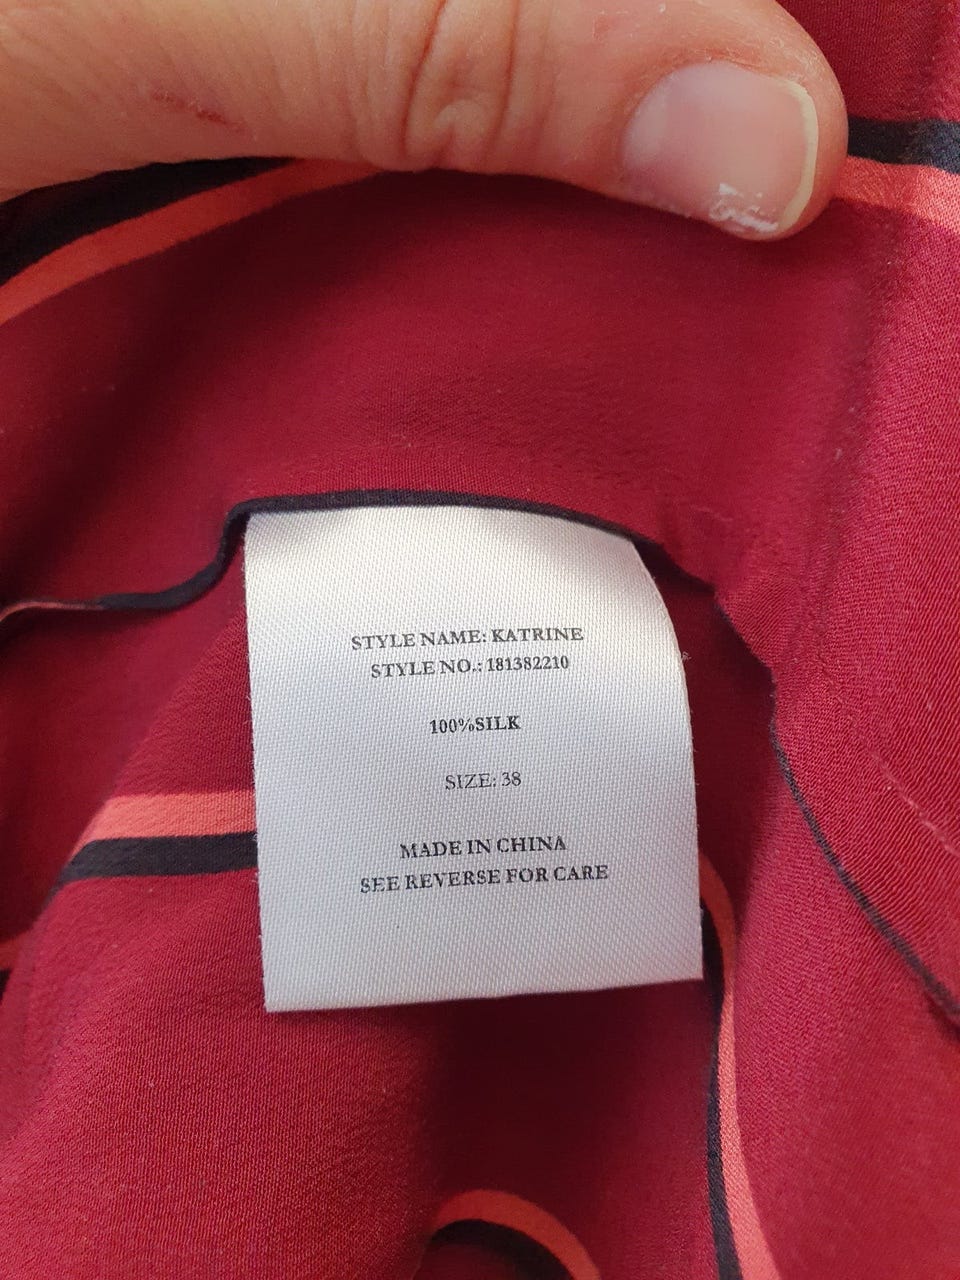 STYLE NAME: KATRINE
STYLE NO.: 181382210
100%SILK
SIZE: 38
MADE IN CHINA
SEE REVERSE FOR CARE